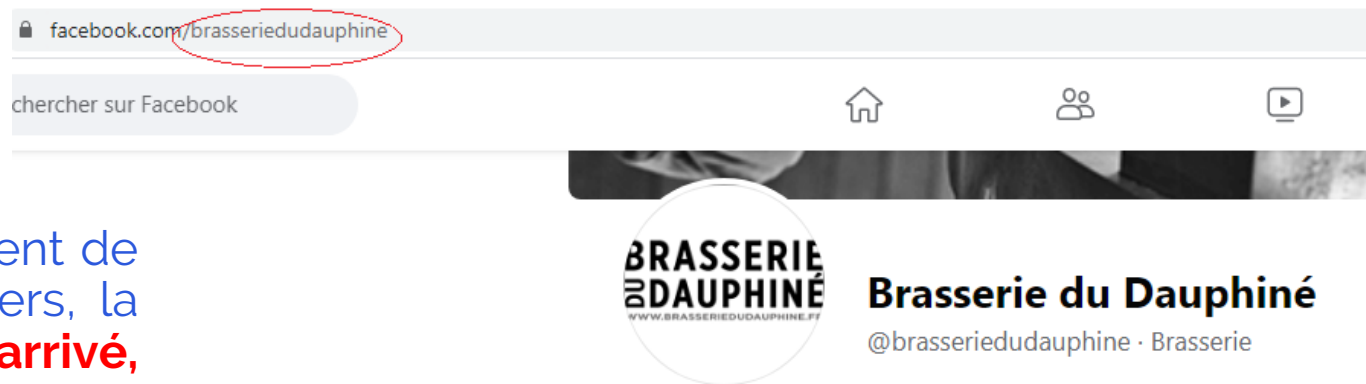 facebook.com/brasseriedudauphine
chercher sur Facebook
ent de
ers, la
arrivé,
BRASSERIE
DU DAUPHINÉ
WWW.BRASSERIEDUDAUPHINE.FR
Brasserie du Dauphiné
@brasseriedudauphine · Brasserie